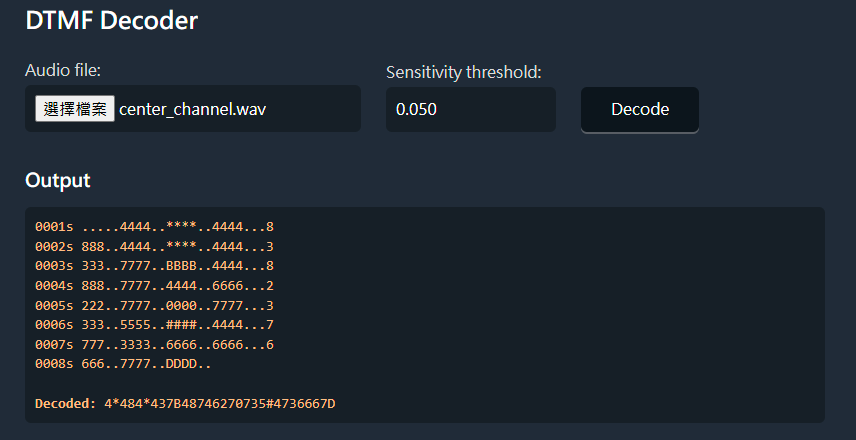 DTMF Decoder
Audio file:
Sensitivity threshold:
選擇檔案 center_channel.wav
0.050
Decode
Output
0001s .....4444..****..4444...8
0002s 888..4444..****..4444...3
0003s 333..7777..BBBB..4444...8
0004s 888..7777..4444..6666...2
0005s 222..7777..0000..7777...3
0006s 333..5555..####..4444...7
0007s 777..3333..6666..6666...6
0008s 666..7777..DDDD..
Decoded: 4*484*437B48746270735#4736667D